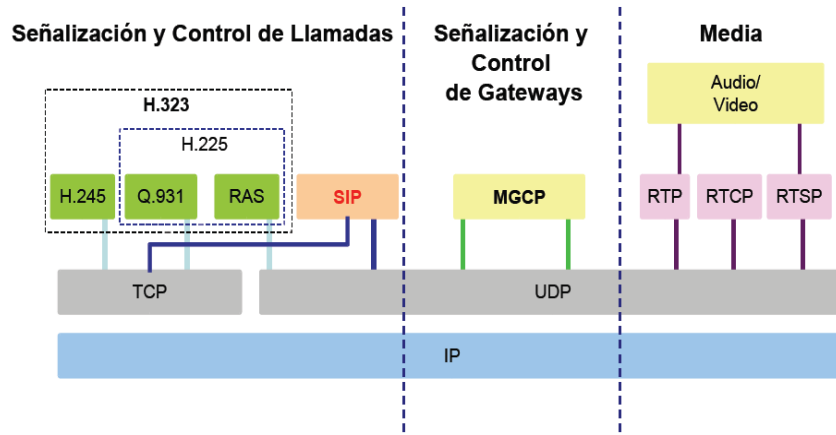 Señalización y Control de Llamadas
Señalización y
Control
de Gateways
Media
Audio/
Video
H.323
H.225
H.245
Q.931
RAS
SIP
MGCP
RTP
RTCP
RTSP
TCP
UDP
IP